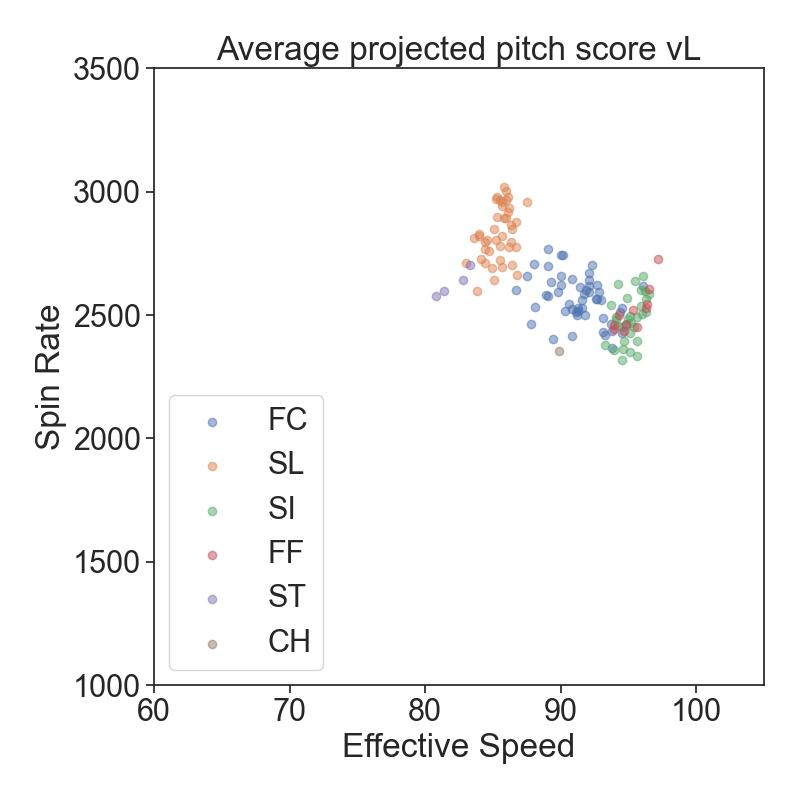 Average projected pitch score vL
3500
3000
2500
2000
1500
1000
Spin Rate
FC
SL
SI
FF
ST
CH
60 70 80 90 100
Effective Speed